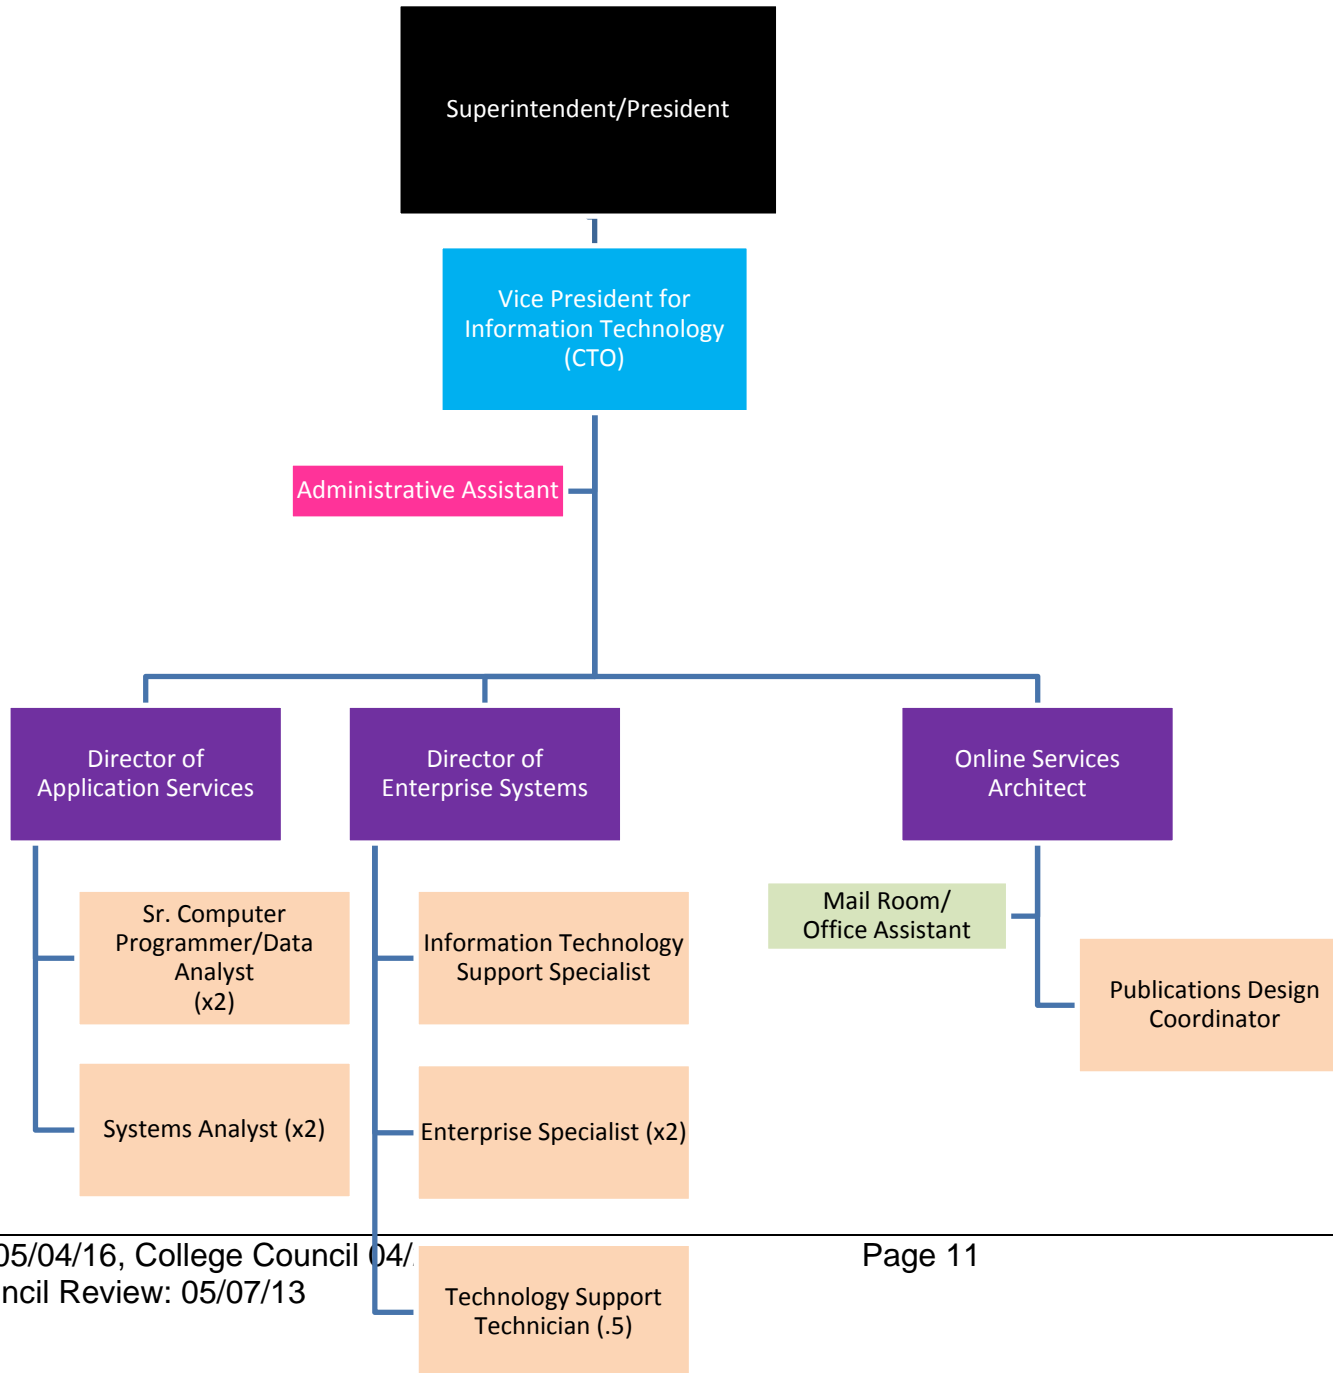 Superintendent/President
Vice President for
Information Technology
(CTO)
Administrative Assistant
Director of
Application Services
Director of
Enterprise Systems
Online Services
Architect
Sr. Computer
Programmer/Data
Analyst
(x2)
Information Technology
Support Specialist
Mail Room/
Office Assistant
Publications Design
Coordinator
Systems Analyst (x2)
Enterprise Specialist (x2)
05/04/16, College Council 04/
Page 11
Review: 05/07/13
Technology Support
Technician (.5)